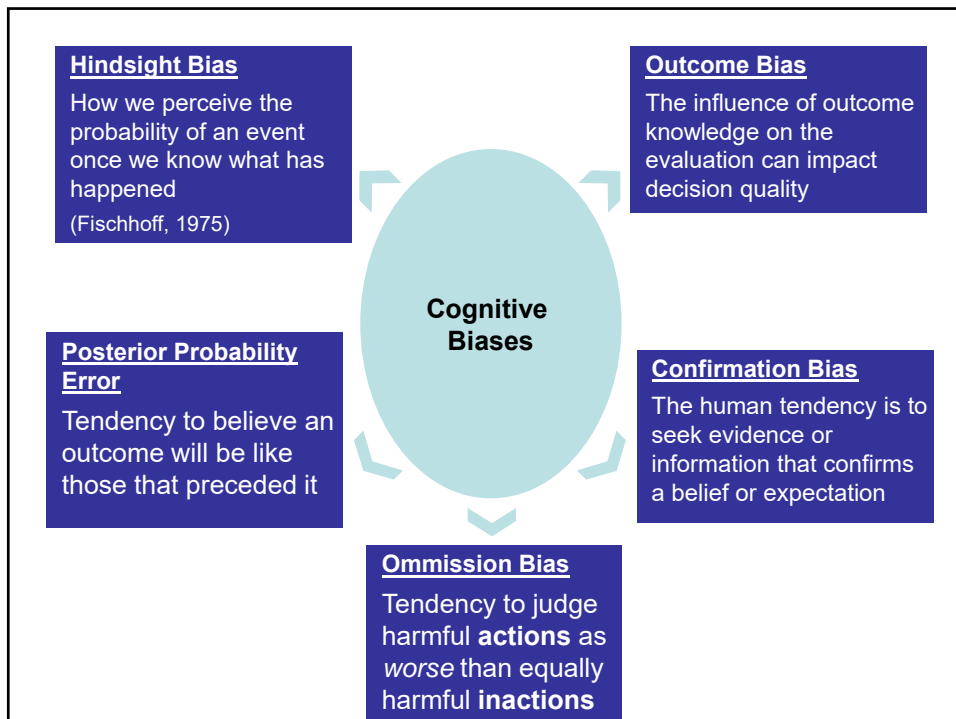 Hindsight Bias
How we perceive the
probability of an event
once we know what has
happened
(Fischhoff, 1975)
Outcome Bias
The influence of outcome
knowledge on the
evaluation can impact
decision quality
Cognitive
Biases
Posterior Probability
Error
Tendency to believe an
outcome will be like
those that preceded it
Confirmation Bias
The human tendency is to
seek evidence or
information that confirms
a belief or expectation
Ommission Bias
Tendency to judge
harmful actions as
worse than equally
harmful inactions